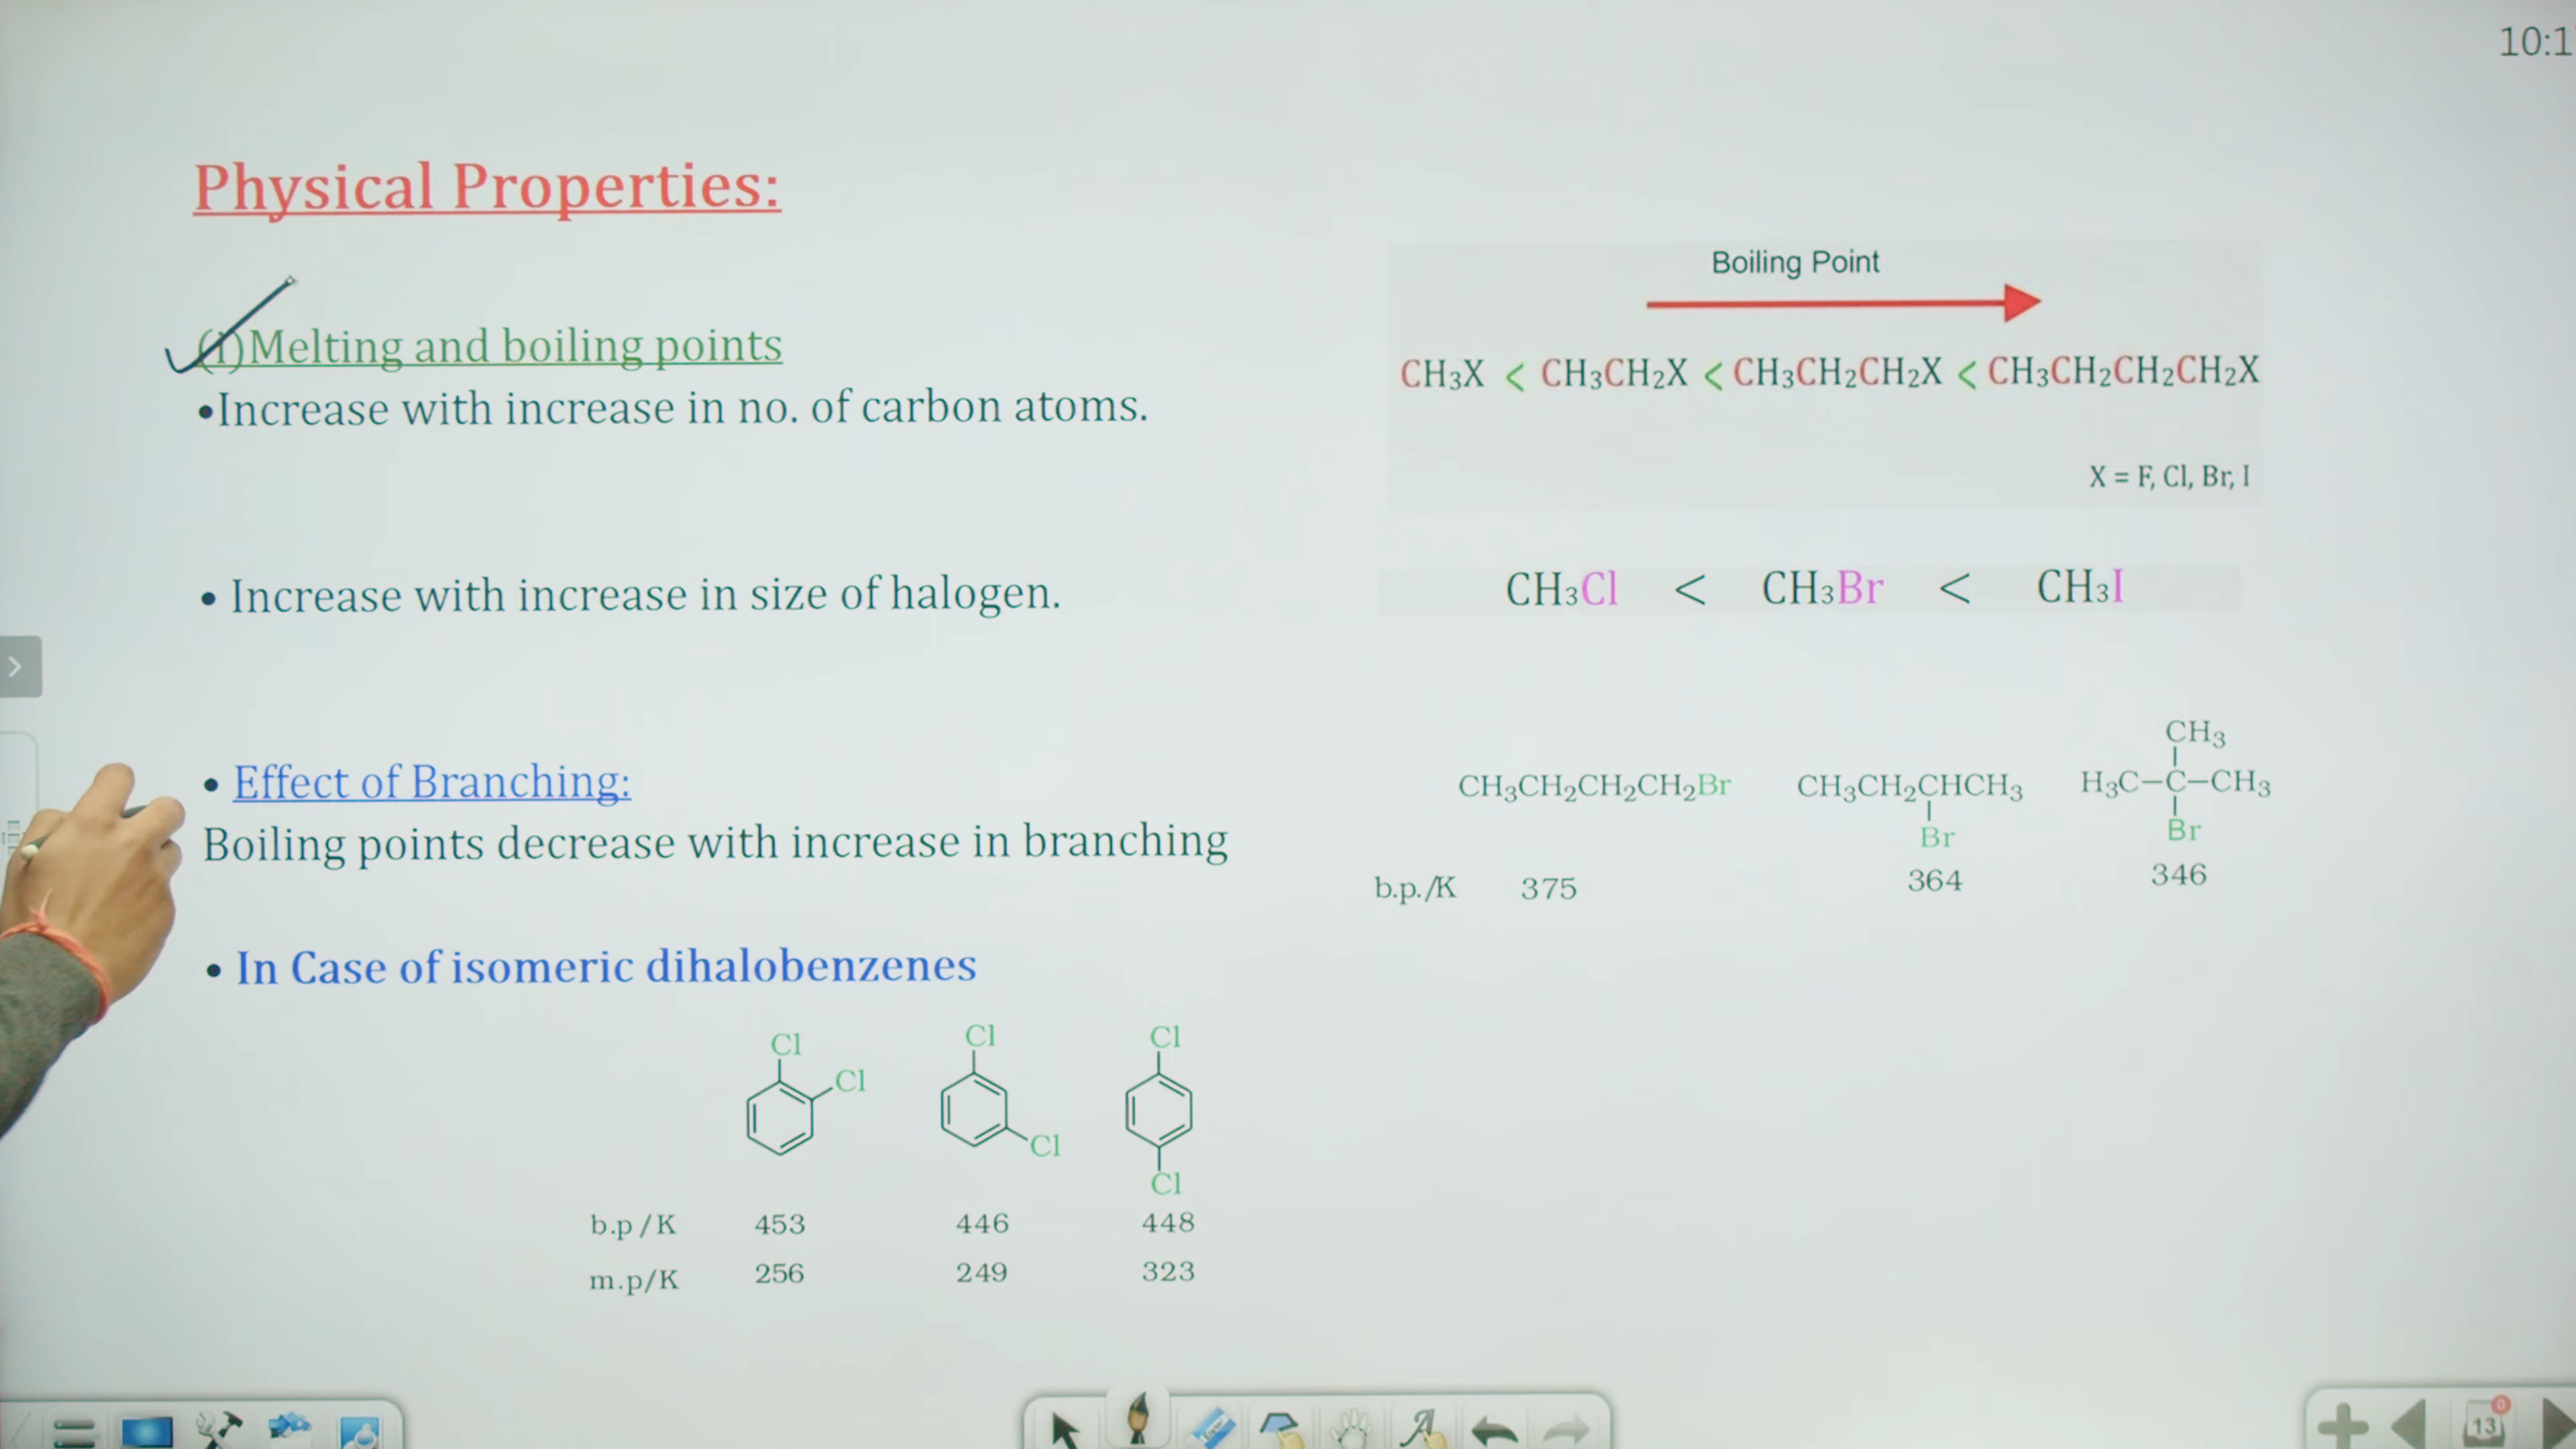 10:1
Physical Properties:
(i)Melting and boiling points
•Increase with increase in no. of carbon atoms.
Boiling Point
CH₃X < CH₃CH₂X < CH₃CH₂CH₂X < CH₃CH₂CH₂CH₂X
X = F, Cl, Br, I
• Increase with increase in size of halogen.
CH₃Cl < CH₃Br < CH₃I
• Effect of Branching:
Boiling points decrease with increase in branching
CH₃
CH₃CH₂CH₂CH₂Br CH₃CH₂CHCH₃ H₃C–C–CH₃
Br Br
b.p./K 375 364 346
• In Case of isomeric dihalobenzenes
Cl Cl Cl
Cl
Cl
Cl
b.p/K 453 446 448
m.p/K 256 249 323
13
0